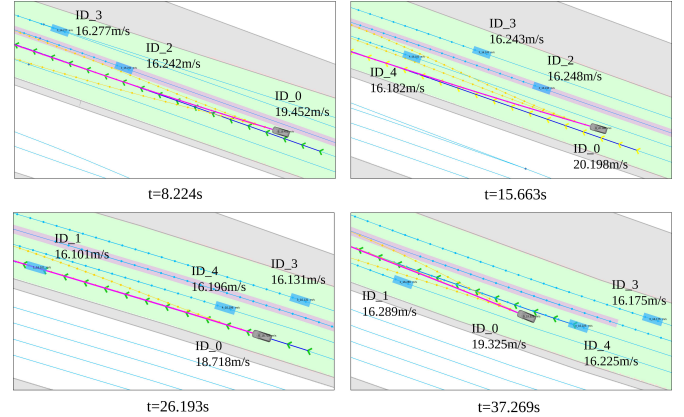 ID_3
16.277m/s
ID_2
16.242m/s
ID_0
19.452m/s
t=8.224s
ID_3
16.243m/s
ID_2
16.248m/s
ID_4
16.182m/s
ID_0
20.198m/s
t=15.663s
ID_1
16.101m/s
ID_4
16.196m/s
ID_3
16.131m/s
ID_0
18.718m/s
t=26.193s
ID_3
16.175m/s
ID_1
16.289m/s
ID_0
19.325m/s
ID_4
16.225m/s
t=37.269s